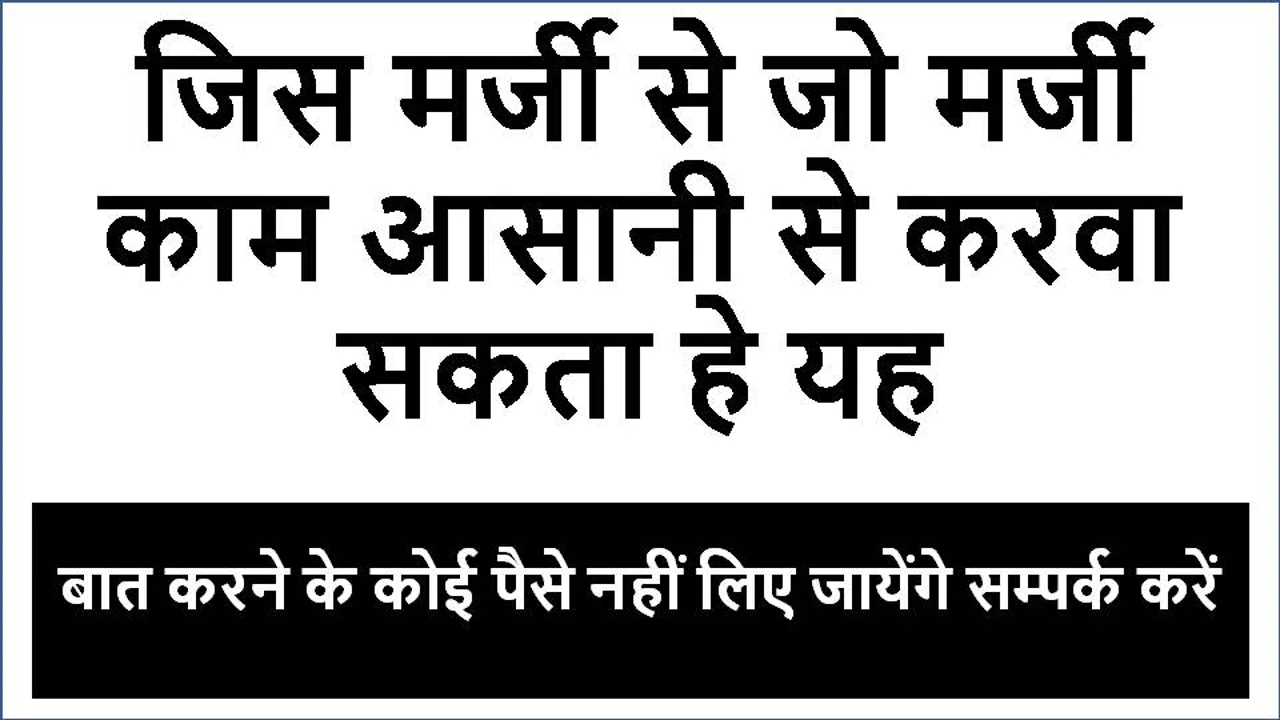 जिस मर्जी से जो मर्जी
काम आसानी से करवा
सकता हे यह
बात करने के कोई पैसे नहीं लिए जायेंगे सम्पर्क करें